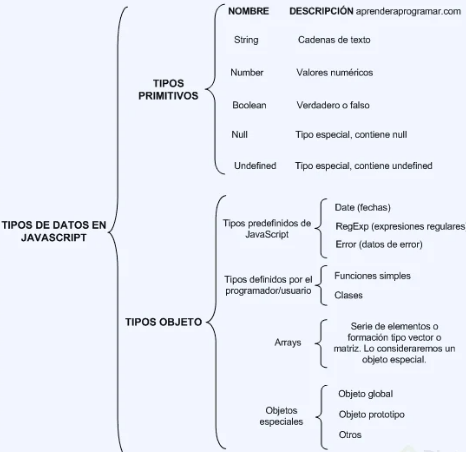 NOMBRE DESCRIPCIÓN aprenderaprogramar.com
String Cadenas de texto
Number Valores numéricos
TIPOS
PRIMITIVOS
Boolean Verdadero o falso
Null Tipo especial, contiene null
Undefined Tipo especial, contiene undefined
TIPOS DE DATOS EN
JAVASCRIPT
TIPOS OBJETO
Tipos predefinidos de
JavaScript
Date (fechas)
RegExp (expresiones regulares)
Error (datos de error)
Tipos definidos por el
programador/usuario
Funciones simples
Clases
Arrays
Serie de elementos o
formación tipo vector o
matriz. Lo consideraremos un
objeto especial.
Objetos
especiales
Objeto global
Objeto prototipo
Otros